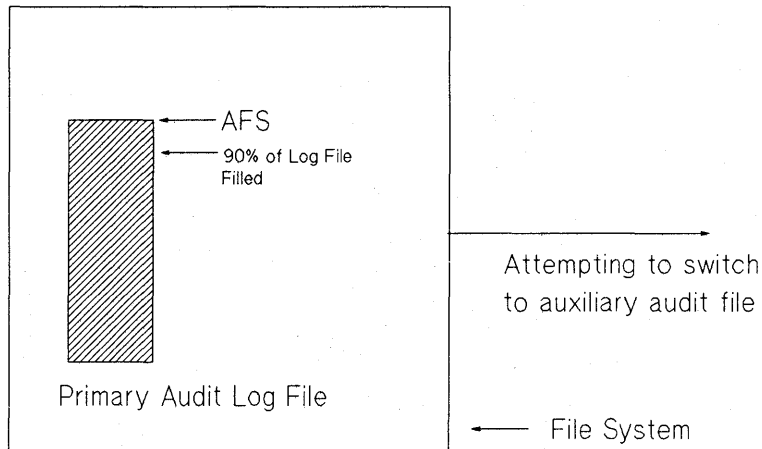 AFS
90% of Log File
Filled
Attempting to switch
to auxiliary audit file
Primary Audit Log File
File System